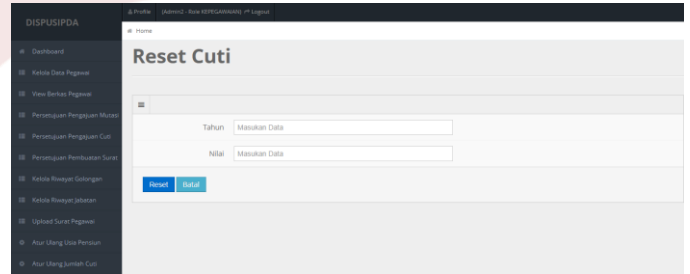 DISPUSIPDA
Profile [Admin2 - Role KEPEGAWAIAN] Logout
Home
Dashboard
Kelola Data Pegawai
View Berkas Pegawai
Persetujuan Pengajuan Mutasi
Persetujuan Pengajuan Cuti
Persetujuan Pembuatan Surat
Kelola Riwayat Golongan
Kelola Riwayat Jabatan
Upload Surat Pegawai
Atur Ulang Usia Pensiun
Atur Ulang Jumlah Cuti
Reset Cuti
Tahun Masukan Data
Nilai Masukan Data
Reset Batal